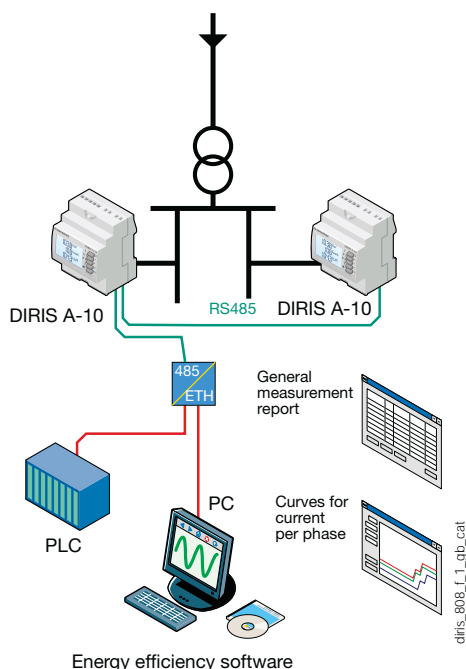 DIRIS A-10
RS485
DIRIS A-10
485
ETH
General
measurement
report
PLC
PC
Curves for
current
per phase
Energy efficiency software
diris_808_f_1_gb_cat